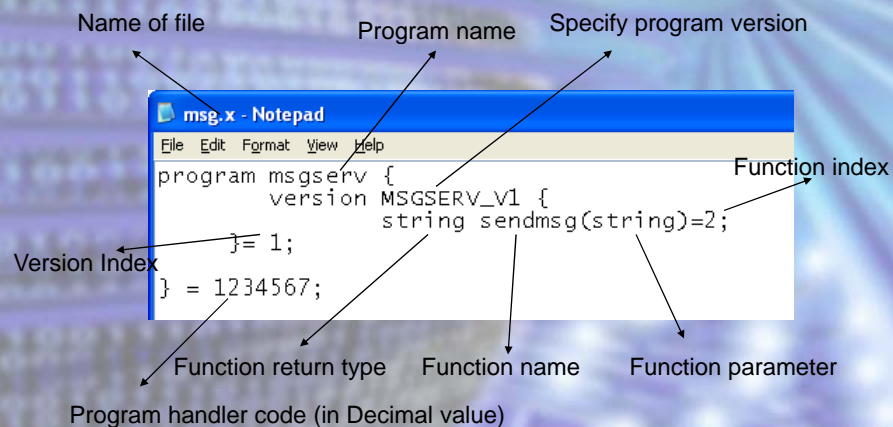 Name of file
Program name
Specify program version
msg.x - Notepad
File Edit Format View Help
program msgserv {
version MSGSERV_V1 {
string sendmsg(string)=2;
}= 1;
} = 1234567;
Function index
Version Index
Function return type
Function name
Function parameter
Program handler code (in Decimal value)